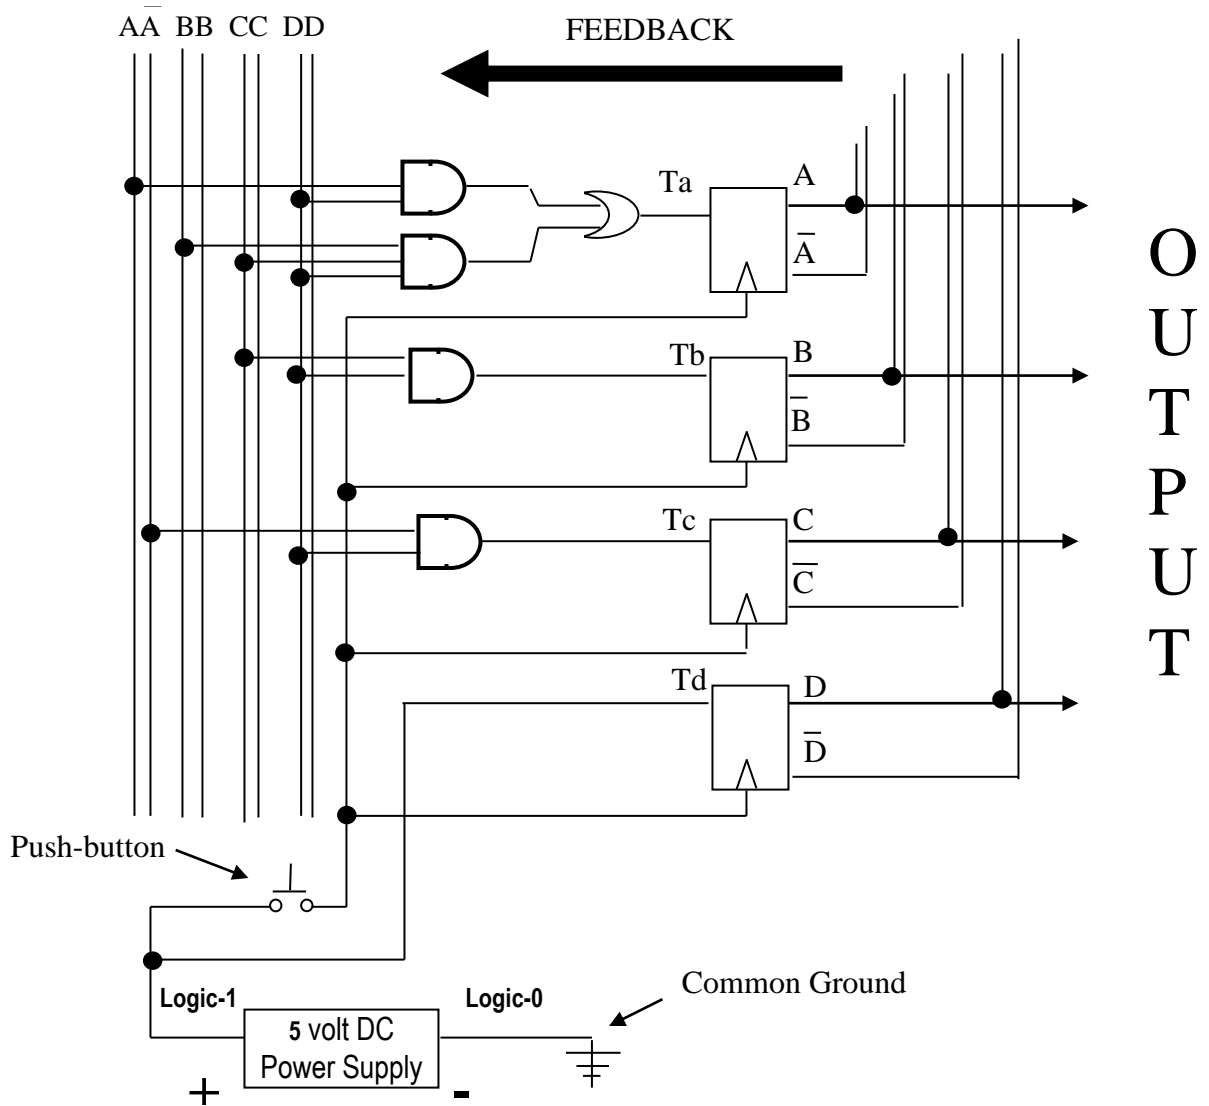 AA̅ BB CC DD
FEEDBACK
Ta
A
A̅
Tb
B
B̅
Tc
C
C̅
Td
D
D̅
OUTPUT
Push-button
Common Ground
Logic-1
Logic-0
5 volt DC
Power Supply
+
-